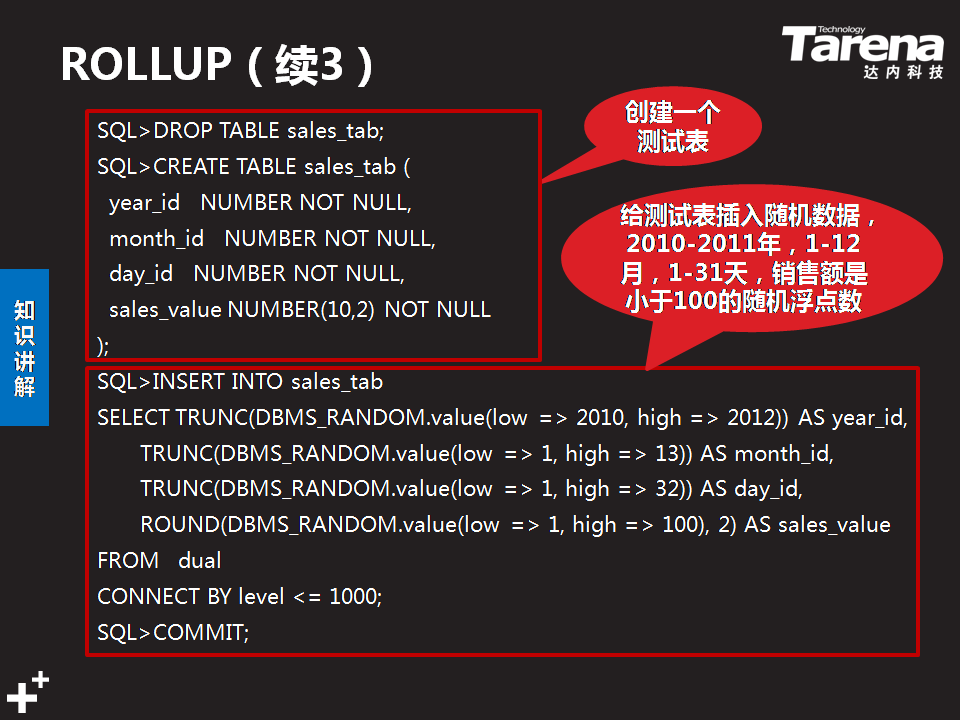 ROLLUP（续3）
Technology
Tarena
达内科技
创建一个
测试表
SQL>DROP TABLE sales_tab;
SQL>CREATE TABLE sales_tab (
year_id NUMBER NOT NULL,
month_id NUMBER NOT NULL,
day_id NUMBER NOT NULL,
sales_value NUMBER(10,2) NOT NULL
);
给测试表插入随机数据，
2010-2011年，1-12
月，1-31天，销售额是
小于100的随机浮点数
知
识
讲
解
SQL>INSERT INTO sales_tab
SELECT TRUNC(DBMS_RANDOM.value(low => 2010, high => 2012)) AS year_id,
TRUNC(DBMS_RANDOM.value(low => 1, high => 13)) AS month_id,
TRUNC(DBMS_RANDOM.value(low => 1, high => 32)) AS day_id,
ROUND(DBMS_RANDOM.value(low => 1, high => 100), 2) AS sales_value
FROM dual
CONNECT BY level <= 1000;
SQL>COMMIT;